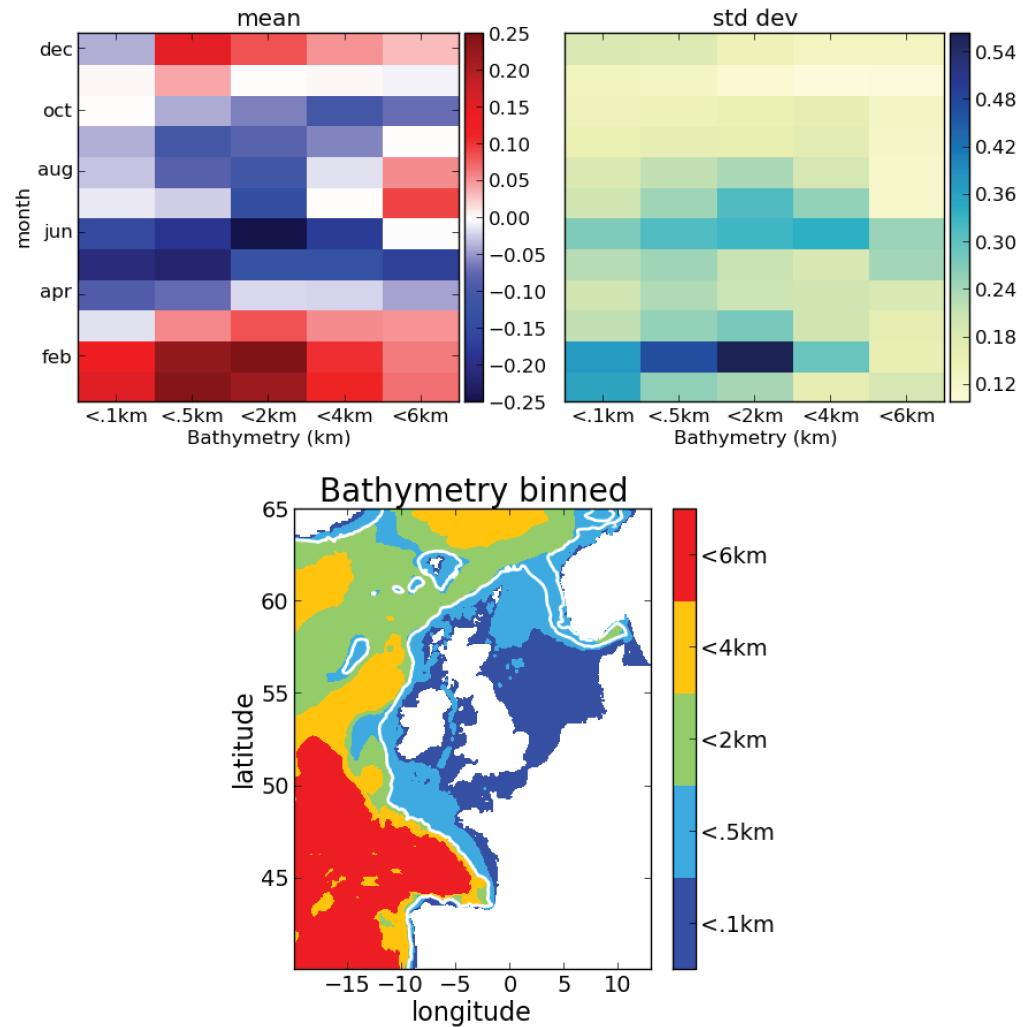 mean
dec
oct
aug
jun
apr
feb
month
<.1km <.5km <2km <4km <6km
Bathymetry (km)
0.25
0.20
0.15
0.10
0.05
0.00
−0.05
−0.10
−0.15
−0.20
−0.25
std dev
<.1km <.5km <2km <4km <6km
Bathymetry (km)
0.54
0.48
0.42
0.36
0.30
0.24
0.18
0.12
Bathymetry binned
65
60
55
50
45
latitude
−15 −10 −5 0 5 10
longitude
<6km
<4km
<2km
<.5km
<.1km